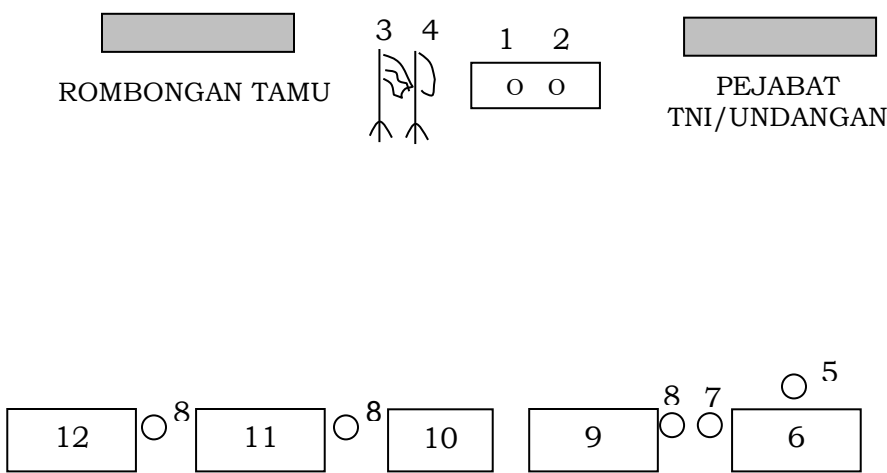 3 4
1 2
O O
ROMBONGAN TAMU
PEJABAT
TNI/UNDANGAN
5
8
8
8 7
12
11
10
9
6